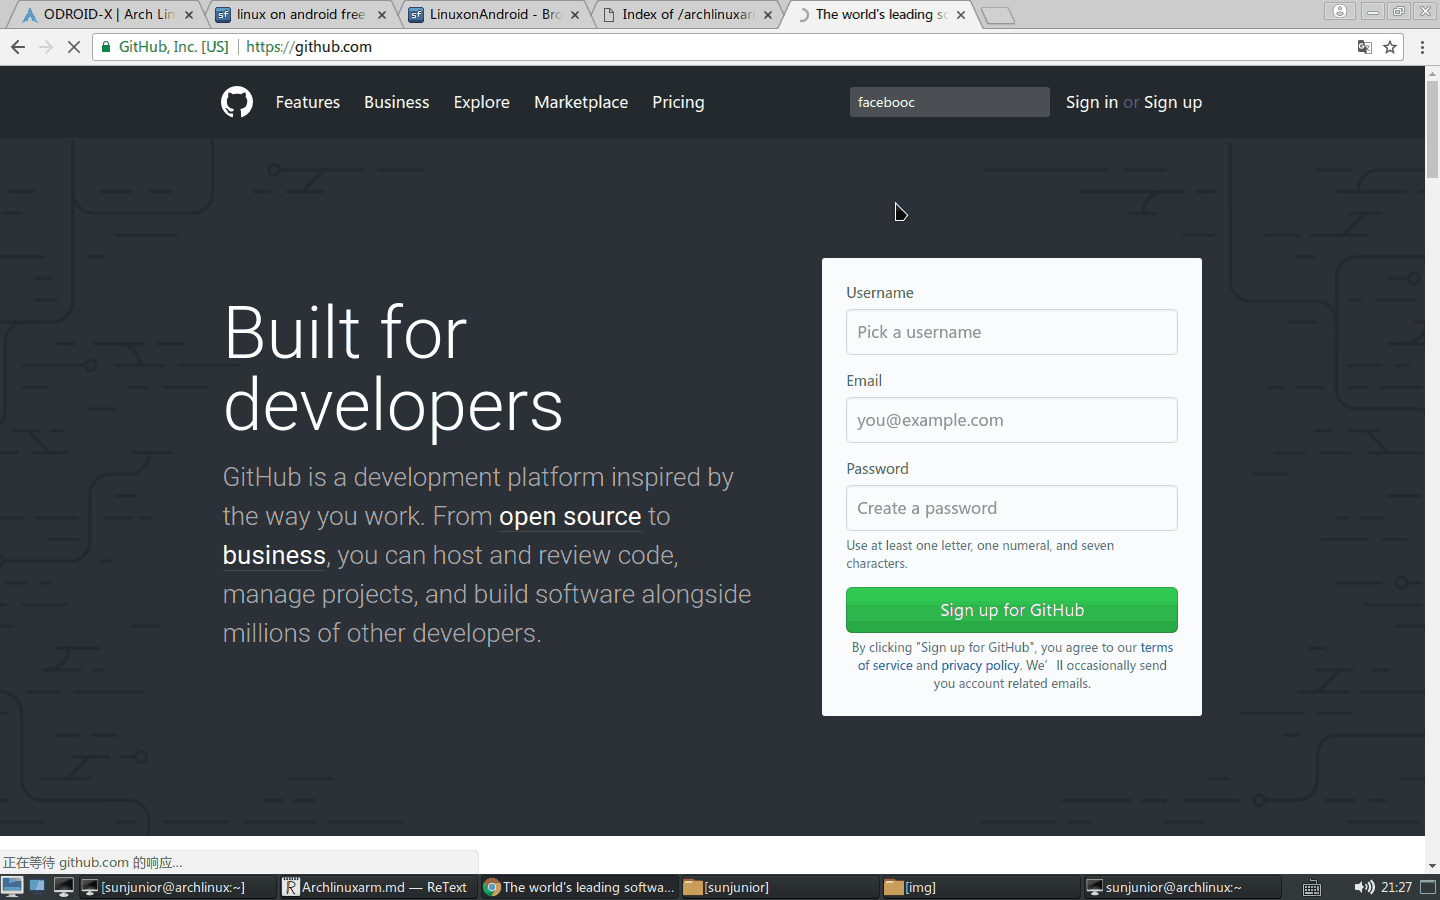 ODROID-X | Arch Lin
linux on android free
LinuxonAndroid - Bro
Index of /archlinuxar
The world's leading so
GitHub, Inc. [US]
https://github.com
Features
Business
Explore
Marketplace
Pricing
facebooc
Sign in or Sign up
Built for
developers
GitHub is a development platform inspired by
the way you work. From open source to
business, you can host and review code,
manage projects, and build software alongside
millions of other developers.
Username
Pick a username
Email
you@example.com
Password
Create a password
Use at least one letter, one numeral, and seven
characters.
Sign up for GitHub
By clicking "Sign up for GitHub", you agree to our terms
of service and privacy policy. We’ll occasionally send
you account related emails.
正在等待 github.com 的响应...
[sunjunior@archlinux:~]
Archlinuxarm.md — ReText
The world's leading softwa...
[sunjunior]
[img]
sunjunior@archlinux:~
21:27